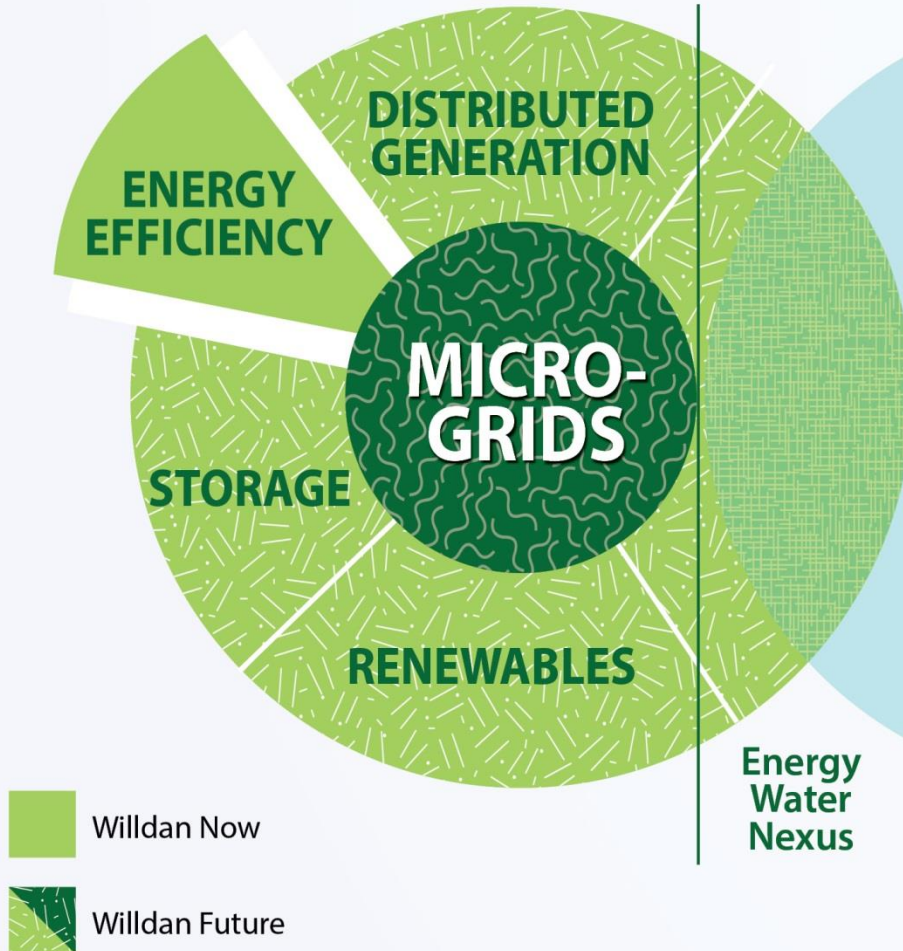 DISTRIBUTED
GENERATION
ENERGY
EFFICIENCY
MICRO-
GRIDS
STORAGE
RENEWABLES
Energy
Water
Nexus
Willdan Now
Willdan Future